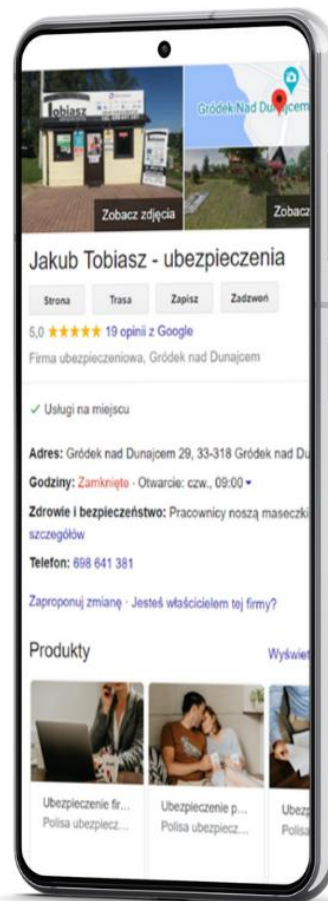 Tobiasz
Gródek Nad Dunajcem
Zobacz zdjęcia
Zobacz
Jakub Tobiasz - ubezpieczenia
Strona Trasa Zapisz Zadzwoń
5,0 ★★★★★ 19 opinii z Google
Firma ubezpieczeniowa, Gródek nad Dunajcem
✓ Usługi na miejscu
Adres: Gródek nad Dunajcem 29, 33-318 Gródek nad Du
Godziny: Zamknięte · Otwarcie: czw., 09:00
Zdrowie i bezpieczeństwo: Pracownicy noszą maseczki
szczegółów
Telefon: 698 641 381
Zaproponuj zmianę · Jesteś właścicielem tej firmy?
Produkty Wyświet
Ubezpieczenie fir... Ubezpieczenie p... Ubezp
Polisa ubezpiecz... Polisa ubezpiecz... Polisa